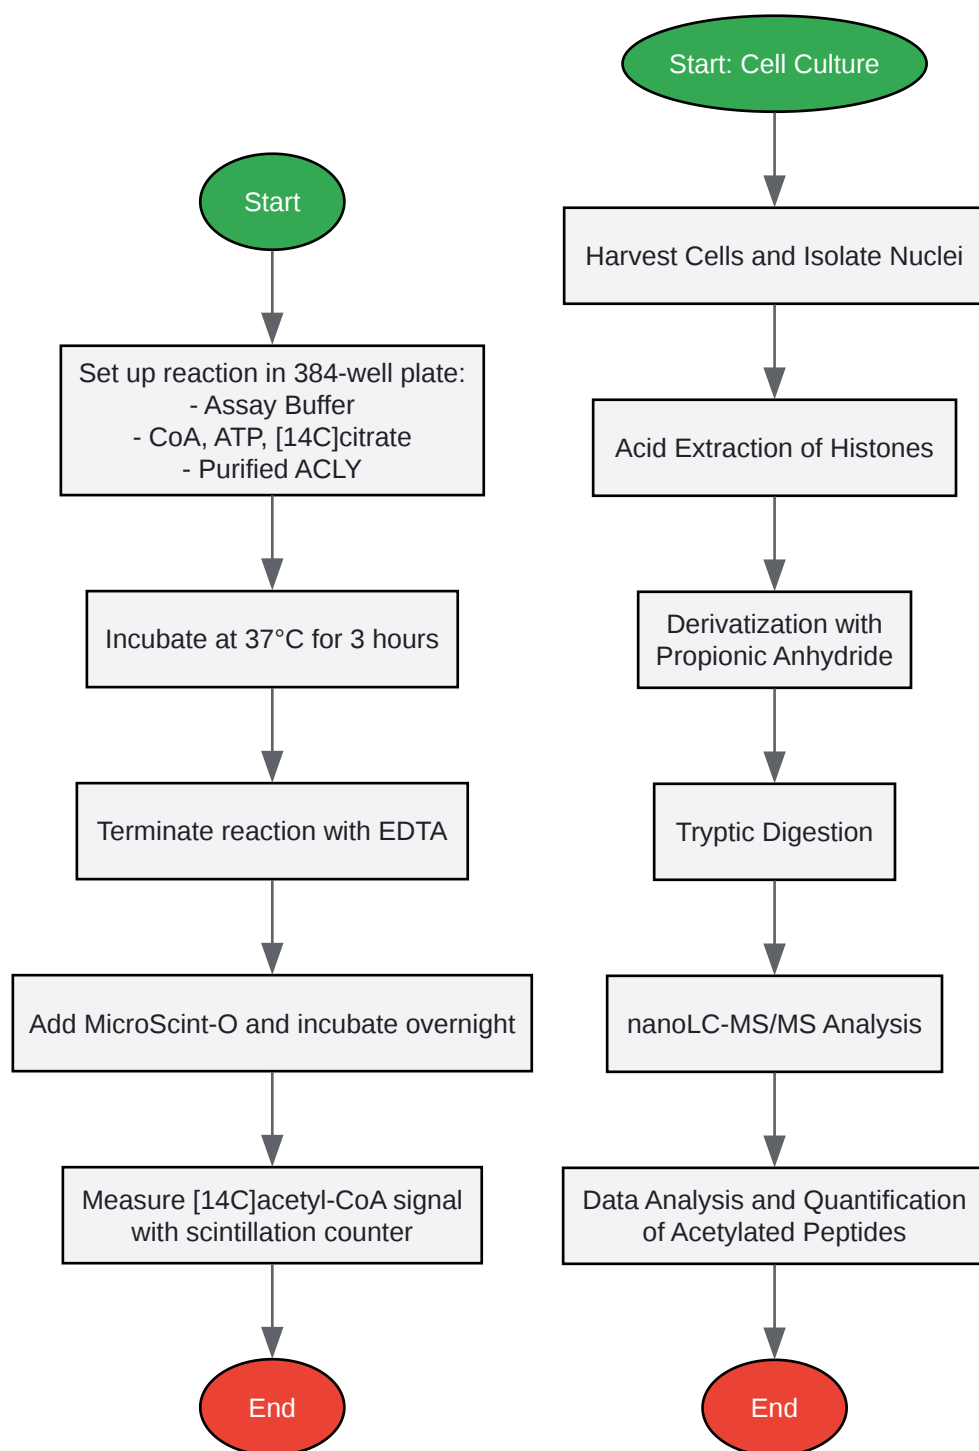 Start
Set up reaction in 384-well plate:
- Assay Buffer
- CoA, ATP, [14C]citrate
- Purified ACLY
Incubate at 37°C for 3 hours
Terminate reaction with EDTA
Add MicroScint-O and incubate overnight
Measure [14C]acetyl-CoA signal
with scintillation counter
End
Start: Cell Culture
Harvest Cells and Isolate Nuclei
Acid Extraction of Histones
Derivatization with
Propionic Anhydride
Tryptic Digestion
nanoLC-MS/MS Analysis
Data Analysis and Quantification
of Acetylated Peptides
End